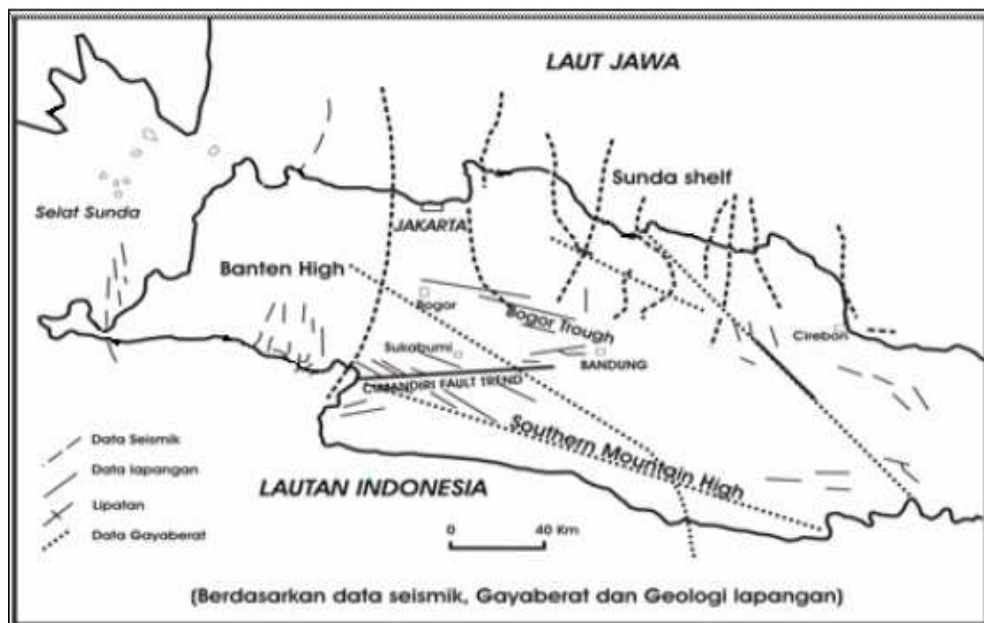 LAUT JAWA
Sunda shelf
Selat Sunda
JAKARTA
Banten High
Bogor
Bogor Trough
Cirebon
Sukabumi
BANDUNG
CIMANDIRI FAULT TREND
Southern Mountain High
Data Seismik
Data lapangan
Lipatan
Data Gayaberat
LAUTAN INDONESIA
0 40 Km
(Berdasarkan data seismik, Gayaberat dan Geologi lapangan)